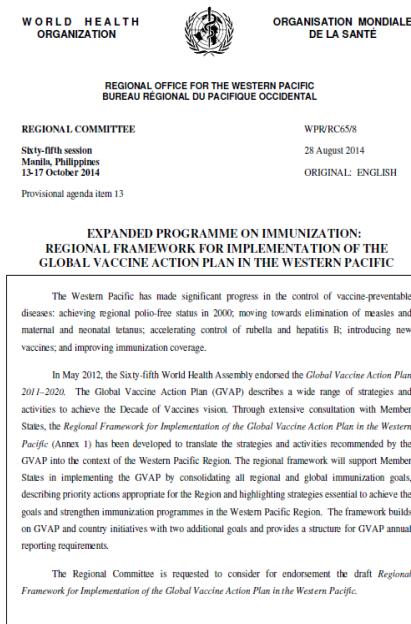 WORLD HEALTH
ORGANIZATION
ORGANISATION MONDIALE
DE LA SANTÉ
REGIONAL OFFICE FOR THE WESTERN PACIFIC
BUREAU RÉGIONAL DU PACIFIQUE OCCIDENTAL
REGIONAL COMMITTEE
WPR/RC65/8
Sixty-fifth session
28 August 2014
Manila, Philippines
13-17 October 2014
ORIGINAL: ENGLISH
Provisional agenda item 13
EXPANDED PROGRAMME ON IMMUNIZATION:
REGIONAL FRAMEWORK FOR IMPLEMENTATION OF THE
GLOBAL VACCINE ACTION PLAN IN THE WESTERN PACIFIC
The Western Pacific has made significant progress in the control of vaccine-preventable
diseases: achieving regional polio-free status in 2000; moving towards elimination of measles and
maternal and neonatal tetanus; accelerating control of rubella and hepatitis B; introducing new
vaccines; and improving immunization coverage.
In May 2012, the Sixty-fifth World Health Assembly endorsed the Global Vaccine Action Plan
2011–2020. The Global Vaccine Action Plan (GVAP) describes a wide range of strategies and
activities to achieve the Decade of Vaccines vision. Through extensive consultation with Member
States, the Regional Framework for Implementation of the Global Vaccine Action Plan in the Western
Pacific (Annex 1) has been developed to translate the strategies and activities recommended by the
GVAP into the context of the Western Pacific Region. The regional framework will support Member
States in implementing the GVAP by consolidating all regional and global immunization goals,
describing priority actions appropriate for the Region and highlighting strategies essential to achieve the
goals and strengthen immunization programmes in the Western Pacific Region. The framework builds
on GVAP and country initiatives with two additional goals and provides a structure for GVAP annual
reporting requirements.
The Regional Committee is requested to consider for endorsement the draft Regional
Framework for Implementation of the Global Vaccine Action Plan in the Western Pacific.